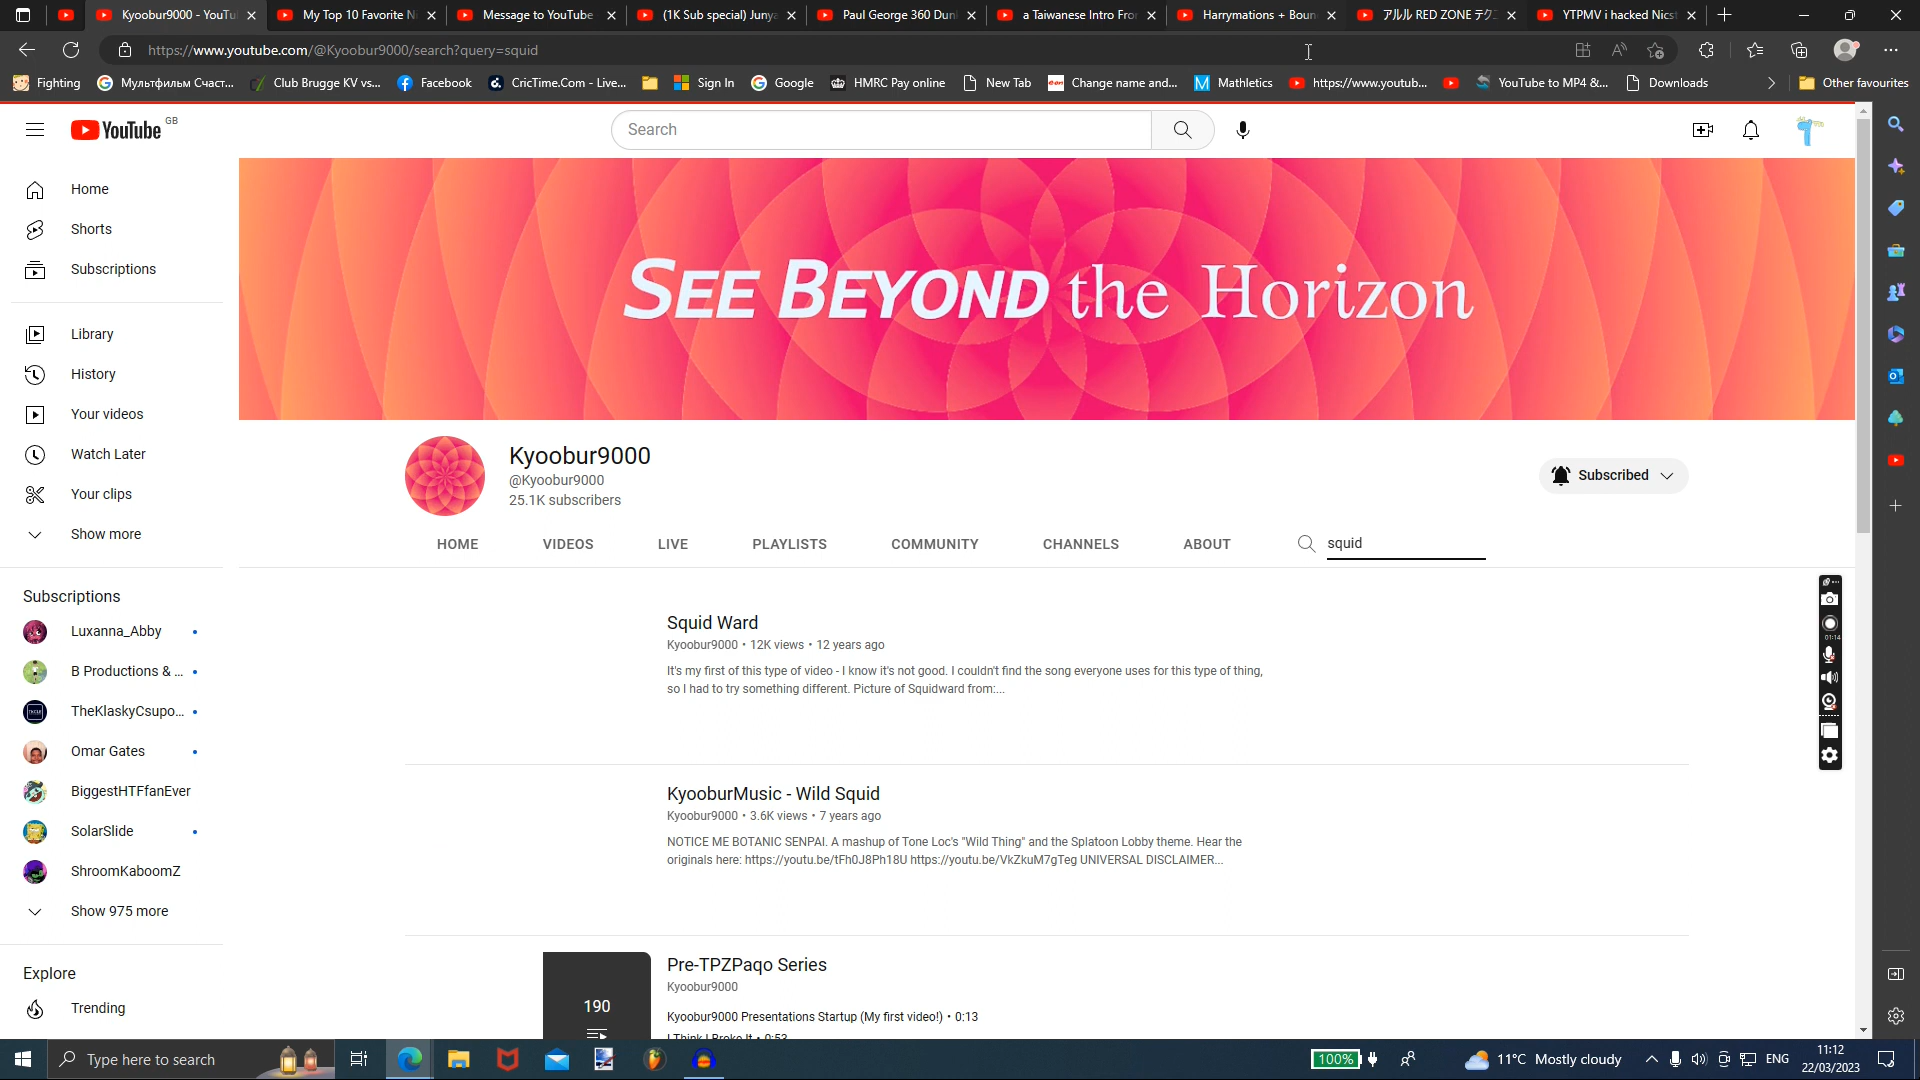 Kyoobur9000 - YouTu
My Top 10 Favorite Ni
Message to YouTube
(1K Sub special) Junya
Paul George 360 Dun
a Taiwanese Intro Fro
Harrymations + Boun
アルル RED ZONE テク
YTPMV i hacked Nics
https://www.youtube.com/@Kyoobur9000/search?query=squid
Fighting
Мультфильм Счаст...
Club Brugge KV vs...
Facebook
CricTime.Com - Live...
Sign In
Google
HMRC Pay online
New Tab
Change name and...
Mathletics
https://www.youtub...
YouTube to MP4 &...
Downloads
Other favourites
YouTube GB
Search
Home
Shorts
Subscriptions
Library
History
Your videos
Watch Later
Your clips
Show more
Subscriptions
Luxanna_Abby
B Productions & ...
TheKlaskyCsupo...
Omar Gates
BiggestHTFfanEver
SolarSlide
ShroomKaboomZ
Show 975 more
Explore
Trending
SEE BEYOND the Horizon
Kyoobur9000
@Kyoobur9000
25.1K subscribers
Subscribed
HOME VIDEOS LIVE PLAYLISTS COMMUNITY CHANNELS ABOUT squid
Squid Ward
Kyoobur9000 • 12K views • 12 years ago
It's my first of this type of video - I know it's not good. I couldn't find the song everyone uses for this type of thing,
so I had to try something different. Picture of Squidward from:...
KyooburMusic - Wild Squid
Kyoobur9000 • 3.6K views • 7 years ago
NOTICE ME BOTANIC SENPAI. A mashup of Tone Loc's "Wild Thing" and the Splatoon Lobby theme. Hear the
originals here: https://youtu.be/tFh0J8Ph18U https://youtu.be/VkZkuM7gTeg UNIVERSAL DISCLAIMER...
190
Pre-TPZPaqo Series
Kyoobur9000
Kyoobur9000 Presentations Startup (My first video!) • 0:13
I Think I Broke It • 0:53
01:14
Type here to search
100%
11°C Mostly cloudy
ENG
11:12
22/03/2023